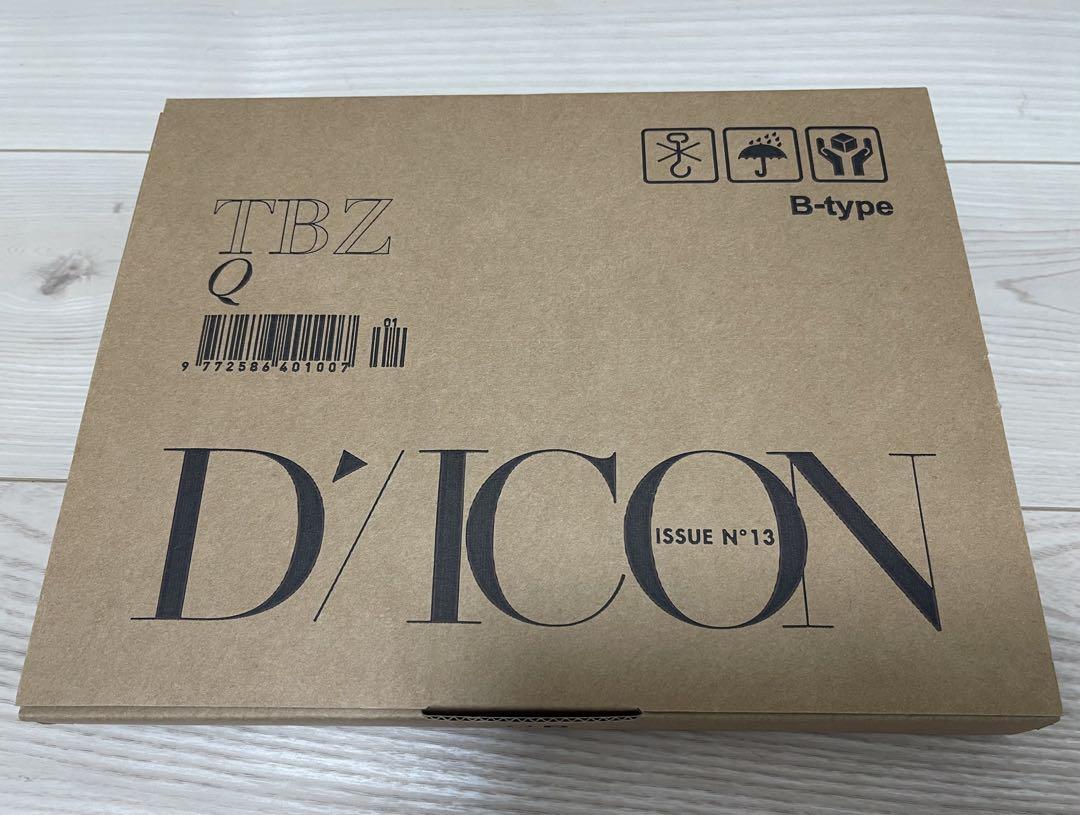 B-type
TBZ
Q
01
9 772586 401007
D'/ICON
ISSUE N°13